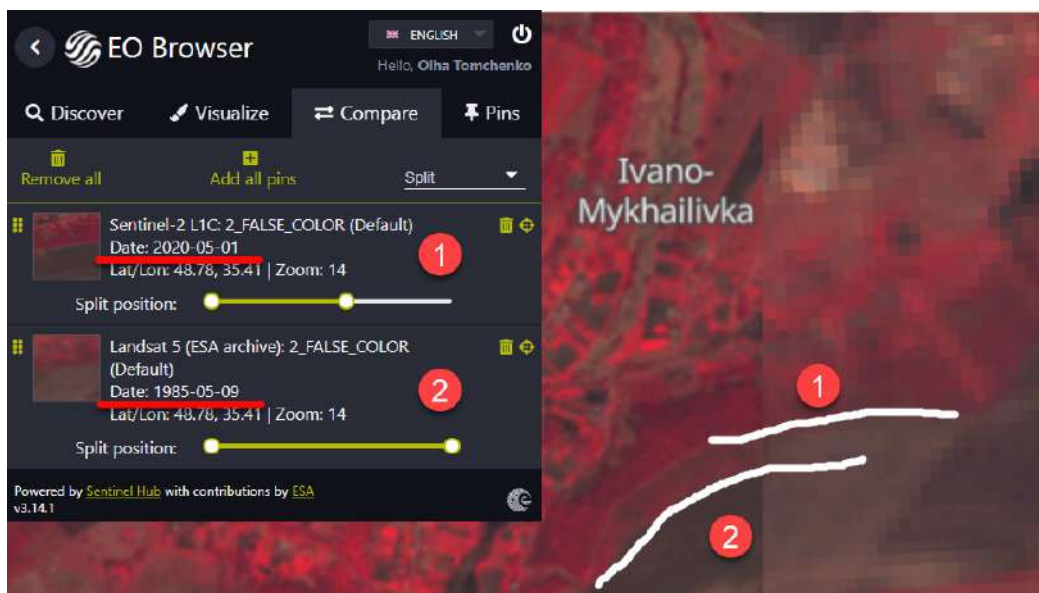 EO Browser
ENGLISH
Hello, Olha Tomchenko
Discover
Visualize
Compare
Pins
Remove all
Add all pins
Split
Sentinel-2 L1C: 2_FALSE_COLOR (Default)
Date: 2020-05-01
Lat/Lon: 48.78, 35.41 | Zoom: 14
1
Split position:
Landsat 5 (ESA archive): 2_FALSE_COLOR
(Default)
Date: 1985-05-09
Lat/Lon: 48.78, 35.41 | Zoom: 14
2
Split position:
Powered by Sentinel Hub with contributions by ESA
v3.14.1
Ivano-
Mykhailivka
1
2